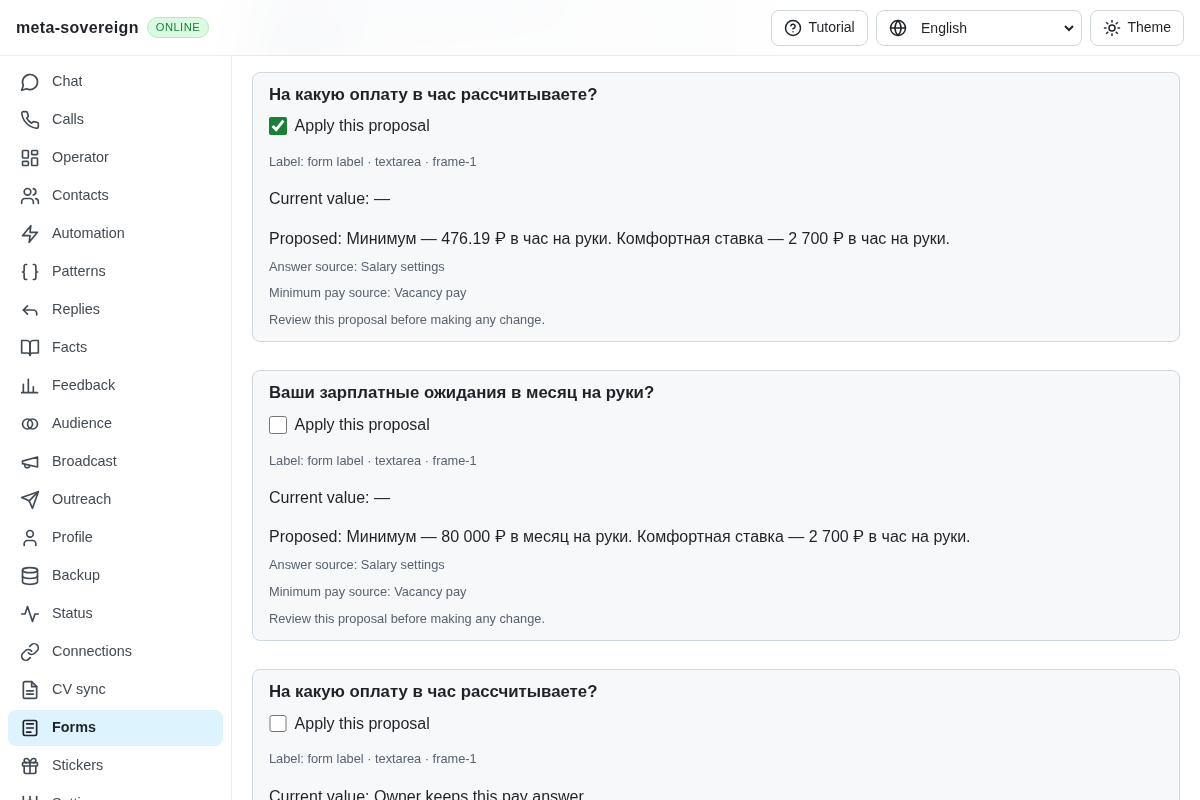 meta-sovereign ONLINE
Tutorial
English
Theme
Chat
Calls
Operator
Contacts
Automation
Patterns
Replies
Facts
Feedback
Audience
Broadcast
Outreach
Profile
Backup
Status
Connections
CV sync
Forms
Stickers
На какую оплату в час рассчитываете?
Apply this proposal
Label: form label · textarea · frame-1
Current value: —
Proposed: Минимум — 476.19 ₽ в час на руки. Комфортная ставка — 2 700 ₽ в час на руки.
Answer source: Salary settings
Minimum pay source: Vacancy pay
Review this proposal before making any change.
Ваши зарплатные ожидания в месяц на руки?
Apply this proposal
Label: form label · textarea · frame-1
Current value: —
Proposed: Минимум — 80 000 ₽ в месяц на руки. Комфортная ставка — 2 700 ₽ в час на руки.
Answer source: Salary settings
Minimum pay source: Vacancy pay
Review this proposal before making any change.
На какую оплату в час рассчитываете?
Apply this proposal
Label: form label · textarea · frame-1
Current value: Owner keeps this pay answer